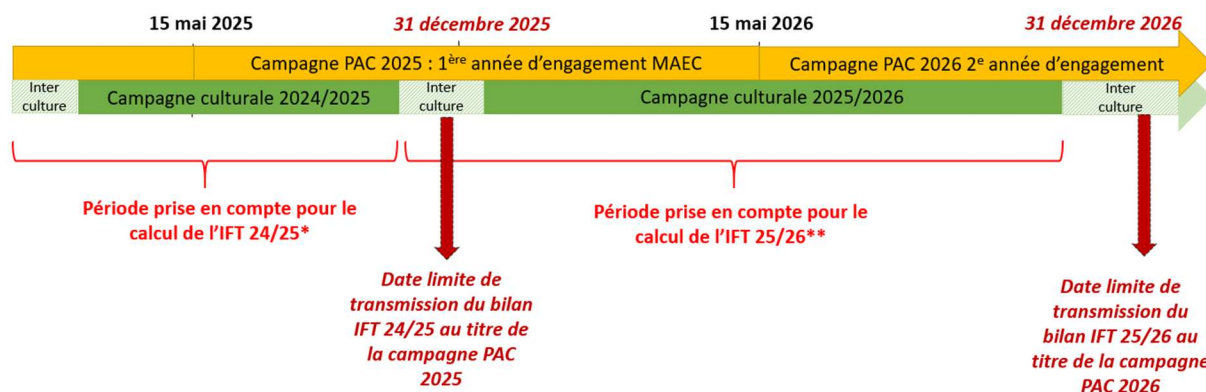 15 mai 2025
31 décembre 2025
15 mai 2026
31 décembre 2026
Campagne PAC 2025 : 1ère année d’engagement MAEC
Campagne PAC 2026 2e année d’engagement
Inter
culture
Campagne culturale 2024/2025
Inter
culture
Campagne culturale 2025/2026
Inter
culture
Période prise en compte pour le
calcul de l’IFT 24/25*
Période prise en compte pour le
calcul de l’IFT 25/26**
Date limite de
transmission du bilan
IFT 24/25 au titre de
la campagne PAC
2025
Date limite de
transmission du
bilan IFT 25/26 au
titre de la campagne
PAC 2026